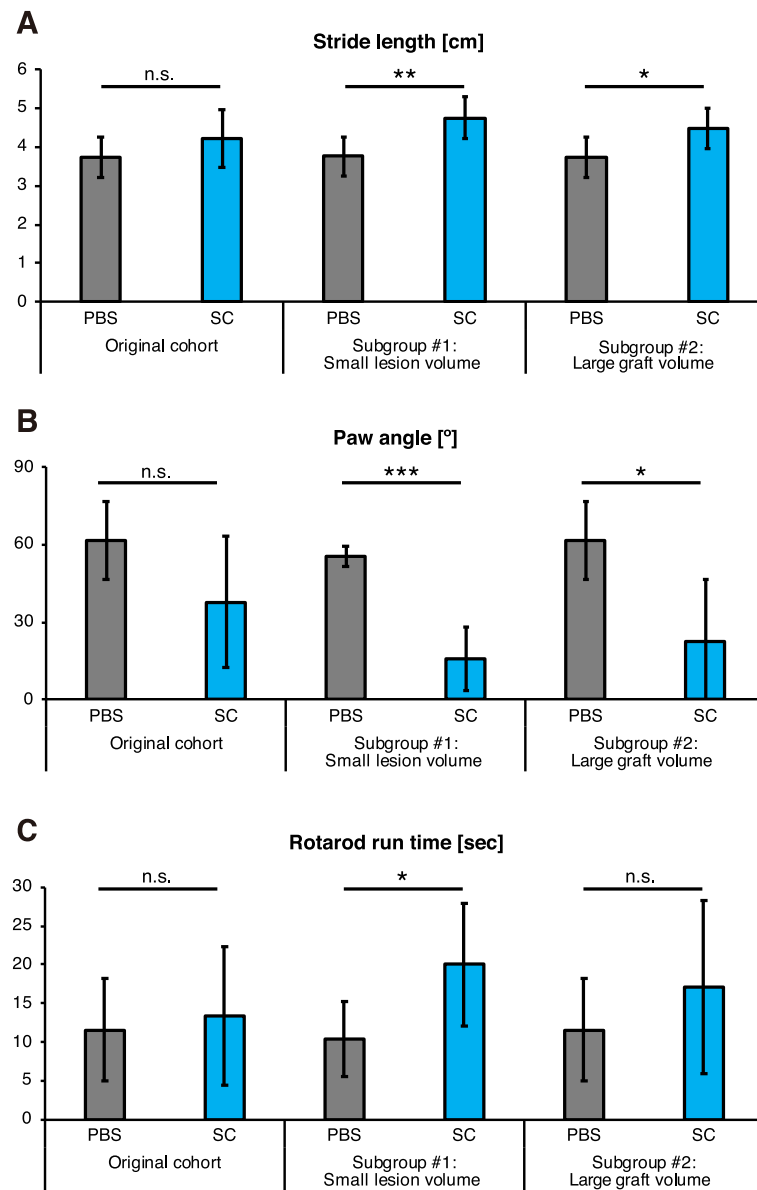 A
Stride length [cm]
n.s.
**
*
6
5
4
3
2
1
0
PBS SC PBS SC PBS SC
Original cohort
Subgroup #1:
Small lesion volume
Subgroup #2:
Large graft volume
B
Paw angle [º]
n.s.
***
*
90
60
30
0
PBS SC PBS SC PBS SC
Original cohort
Subgroup #1:
Small lesion volume
Subgroup #2:
Large graft volume
C
Rotarod run time [sec]
n.s.
*
n.s.
30
25
20
15
10
5
0
PBS SC PBS SC PBS SC
Original cohort
Subgroup #1:
Small lesion volume
Subgroup #2:
Large graft volume